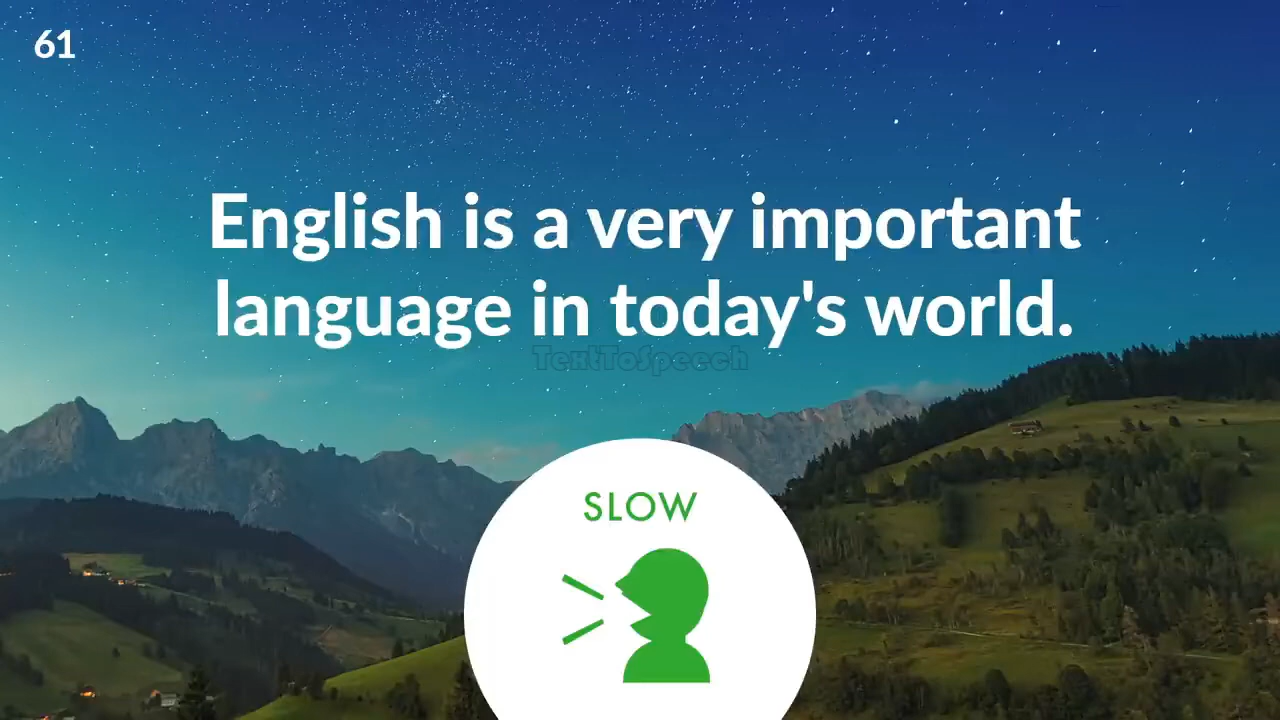 61
English is a very important
language in today's world.
TextToSpeech
SLOW